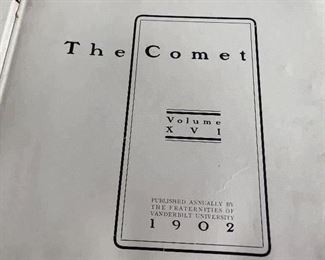 The Comet
Volume
XVI
PUBLISHED ANNUALLY BY
THE FRATERNITIES OF
VANDERBILT UNIVERSITY
1902